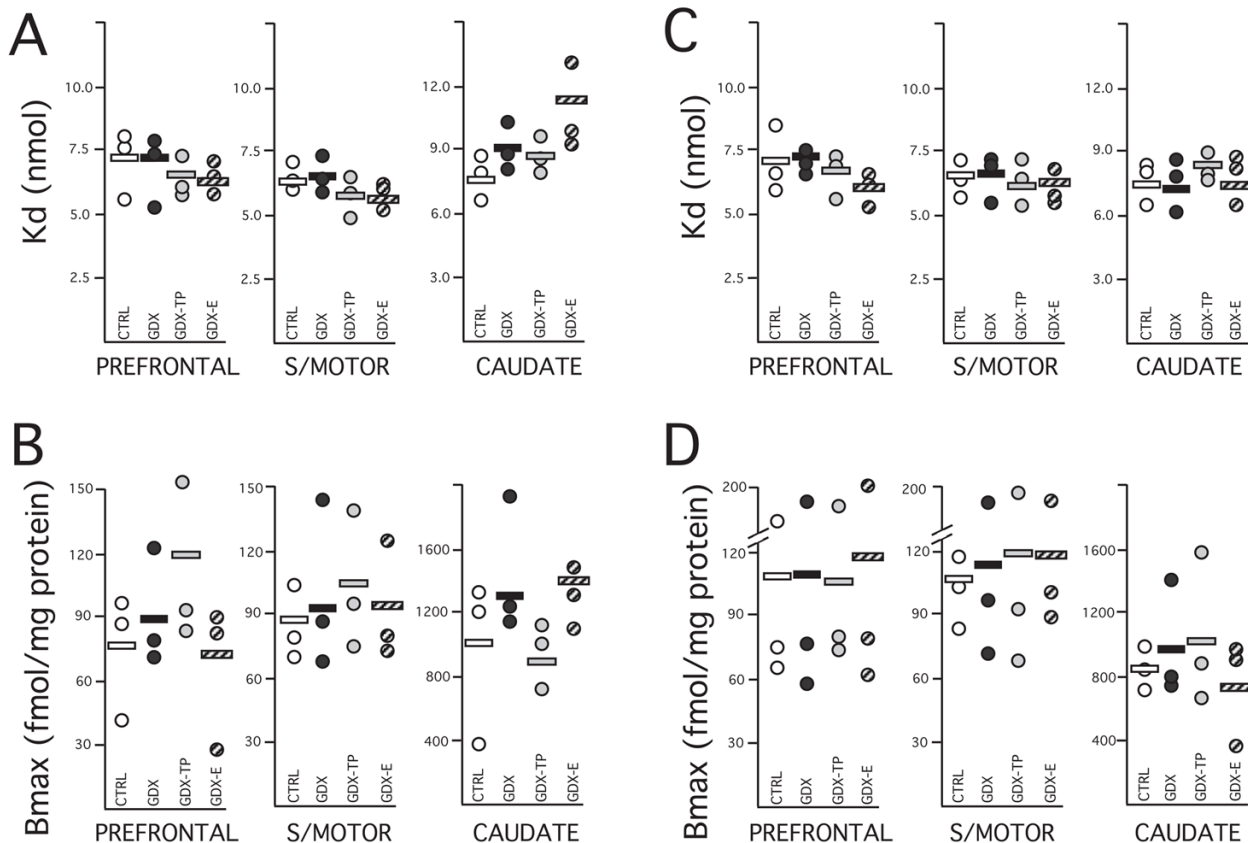 A
Kd (nmol)
10.0
7.5
5.0
2.5
CTRL
GDX
GDX-TP
GDX-E
PREFRONTAL
10.0
7.5
5.0
2.5
CTRL
GDX
GDX-TP
GDX-E
S/MOTOR
12.0
9.0
6.0
3.0
CTRL
GDX
GDX-TP
GDX-E
CAUDATE
C
Kd (nmol)
10.0
7.5
5.0
2.5
CTRL
GDX
GDX-TP
GDX-E
PREFRONTAL
10.0
7.5
5.0
2.5
CTRL
GDX
GDX-TP
GDX-E
S/MOTOR
12.0
9.0
6.0
3.0
CTRL
GDX
GDX-TP
GDX-E
CAUDATE
B
Bmax (fmol/mg protein)
150
120
90
60
30
CTRL
GDX
GDX-TP
GDX-E
PREFRONTAL
150
120
90
60
30
CTRL
GDX
GDX-TP
GDX-E
S/MOTOR
1600
1200
800
400
CTRL
GDX
GDX-TP
GDX-E
CAUDATE
D
Bmax (fmol/mg protein)
200
120
90
60
30
CTRL
GDX
GDX-TP
GDX-E
PREFRONTAL
200
120
90
60
30
CTRL
GDX
GDX-TP
GDX-E
S/MOTOR
1600
1200
800
400
CTRL
GDX
GDX-TP
GDX-E
CAUDATE